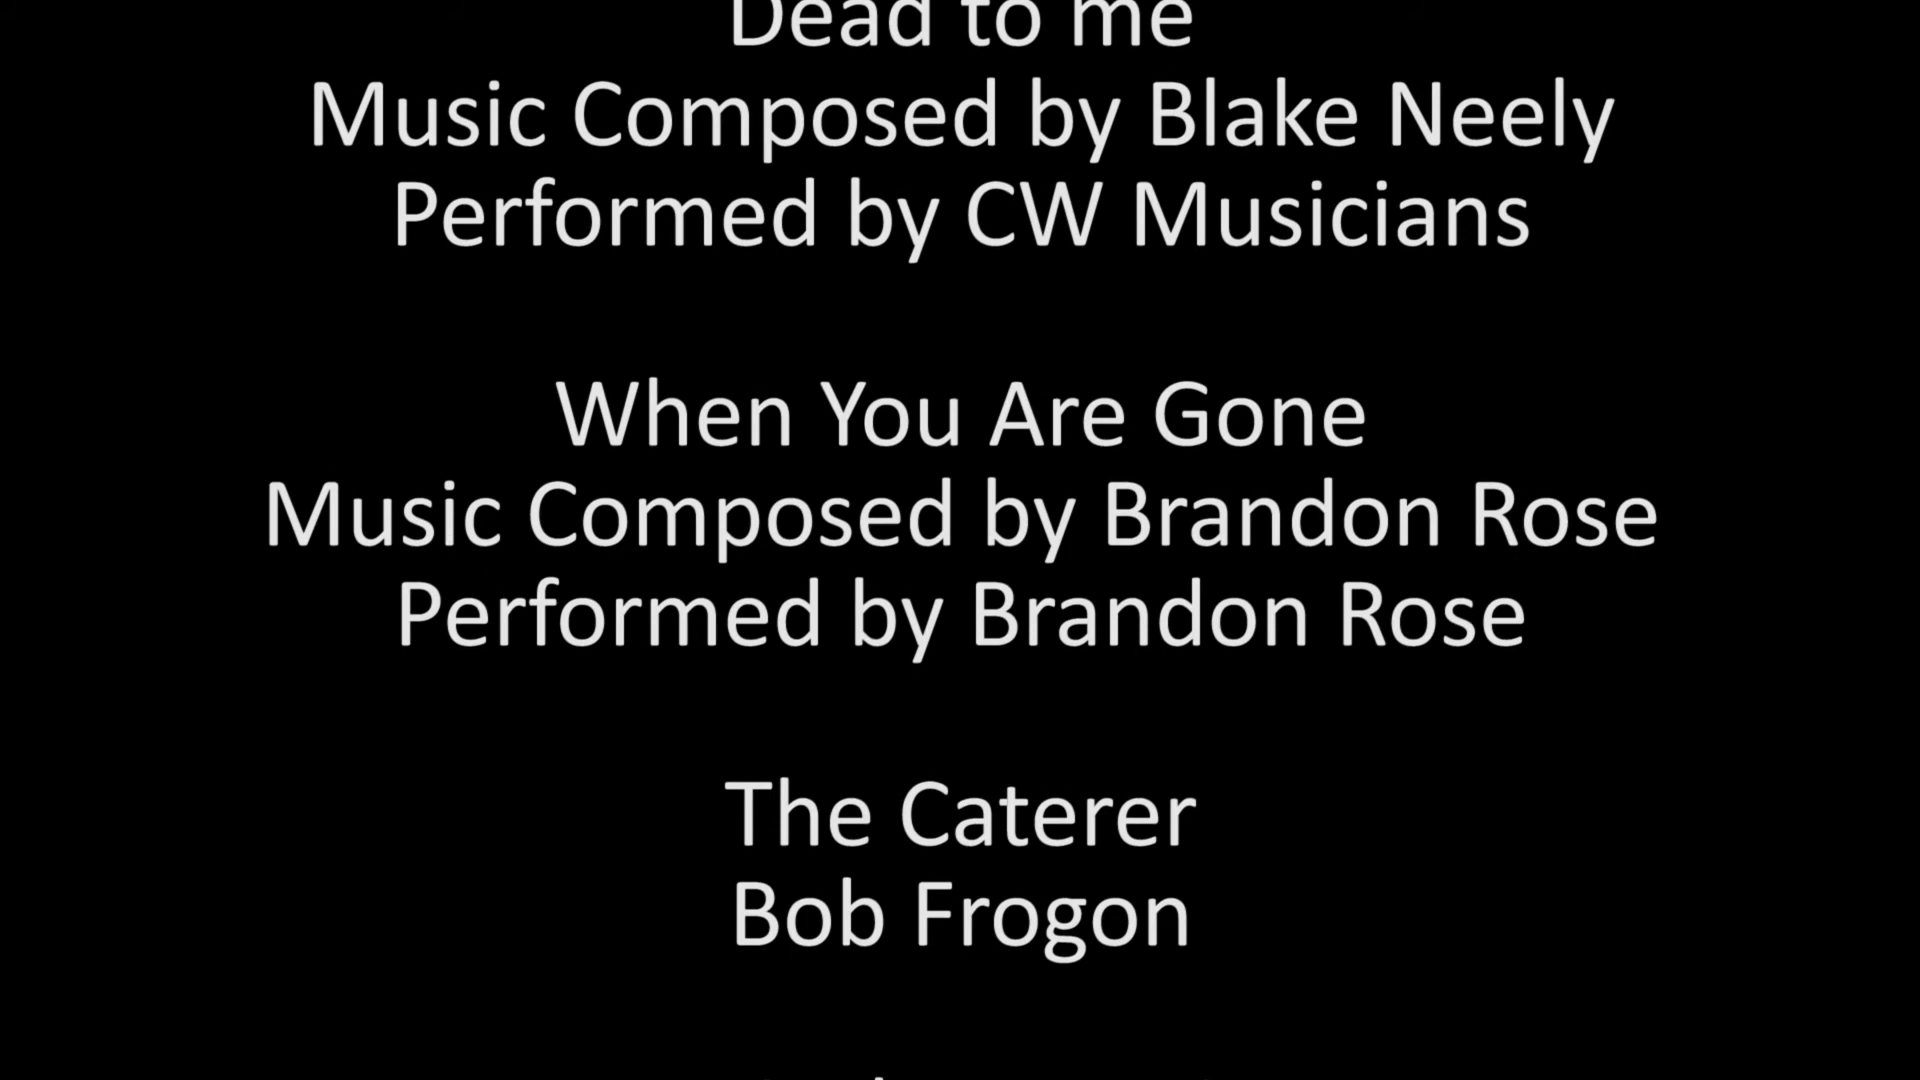 Dead to me
Music Composed by Blake Neely
Performed by CW Musicians
When You Are Gone
Music Composed by Brandon Rose
Performed by Brandon Rose
The Caterer
Bob Frogon